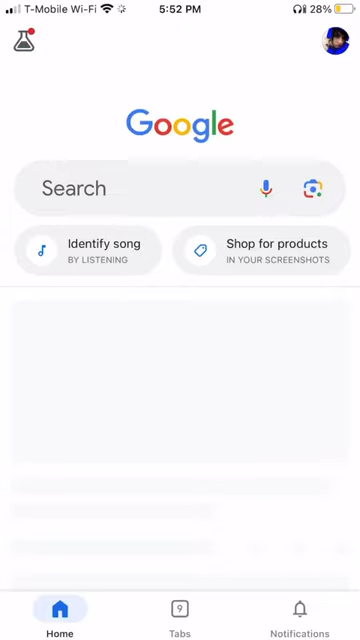 T-Mobile Wi-Fi 5:52 PM 28%
Google
Search
Identify song
BY LISTENING
Shop for products
IN YOUR SCREENSHOTS
9
Home Tabs Notifications